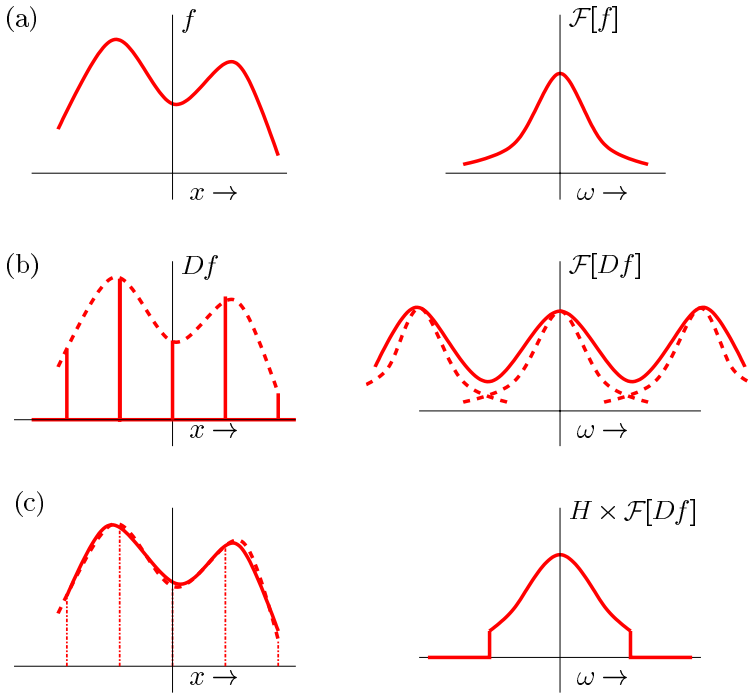 (a)
f
𝓕[f]
x →
ω →
(b)
Df
𝓕[Df]
x →
ω →
(c)
H × 𝓕[Df]
x →
ω →